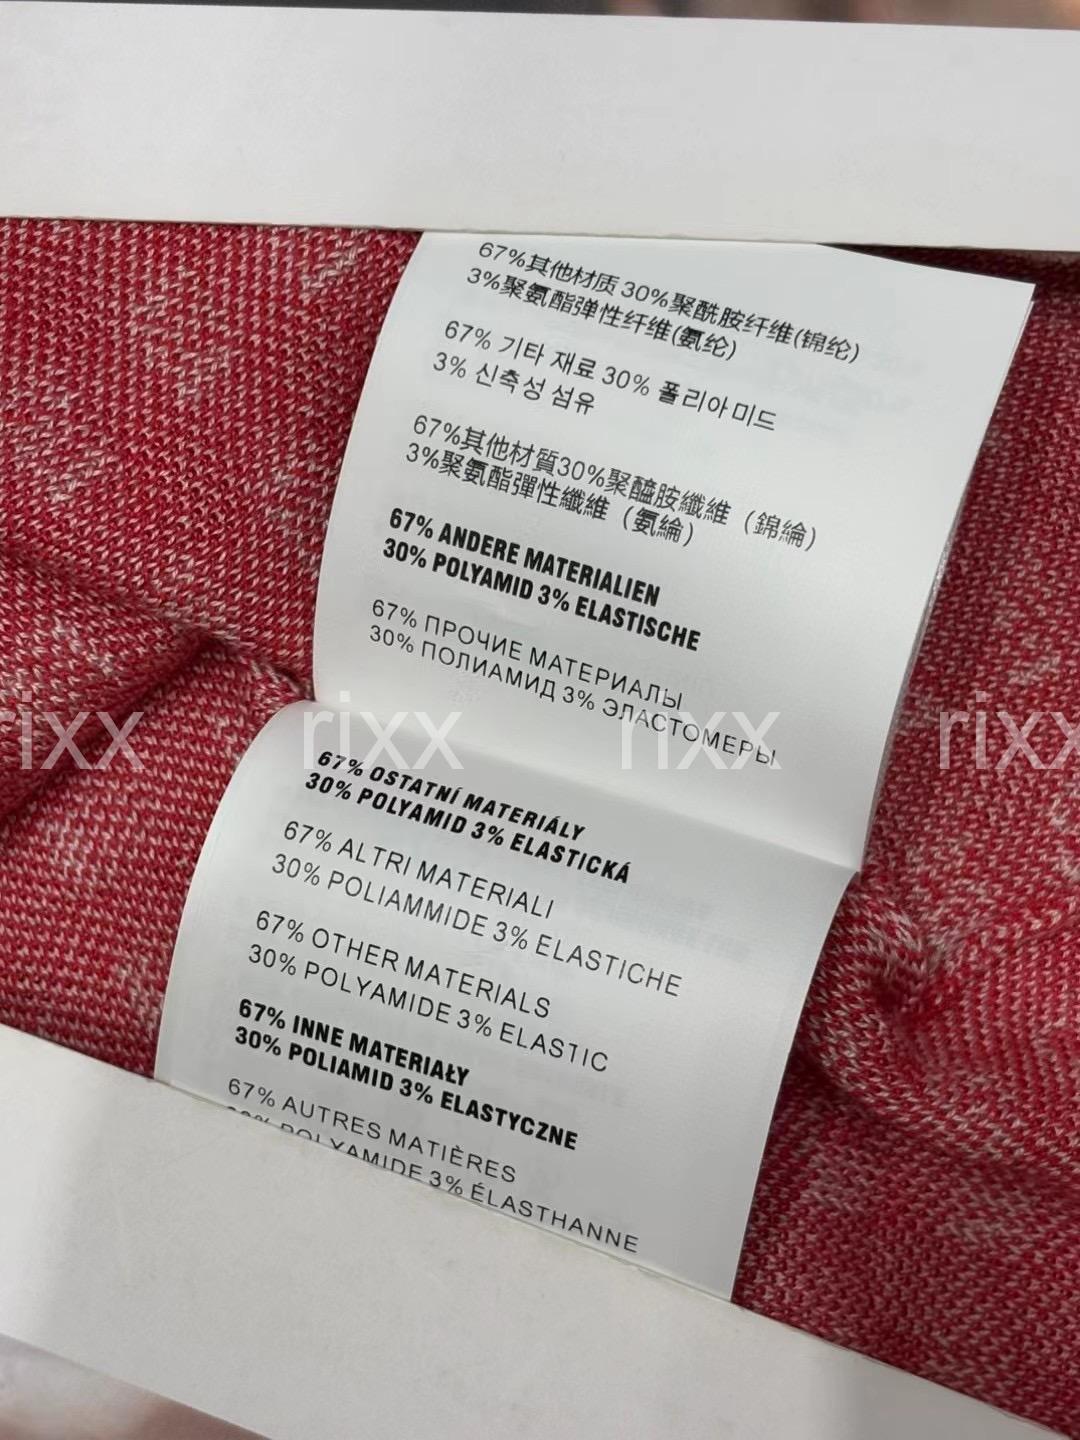 67%其他材质 30%聚酰胺纤维(锦纶)
3%聚氨酯弹性纤维(氨纶)
67% 기타 재료 30% 폴리아미드
3% 신축성 섬유
67%其他材質30%聚醯胺纖維（錦綸）
3%聚氨酯彈性纖維（氨綸）
67% ANDERE MATERIALIEN
30% POLYAMID 3% ELASTISCHE
67% ПРОЧИЕ МАТЕРИАЛЫ
30% ПОЛИАМИД 3% ЭЛАСТОМЕРЫ
rixx rixx rixx rixx
67% OSTATNÍ MATERIÁLY
30% POLYAMID 3% ELASTICKÁ
67% ALTRI MATERIALI
30% POLIAMMIDE 3% ELASTICHE
67% OTHER MATERIALS
30% POLYAMIDE 3% ELASTIC
67% INNE MATERIAŁY
30% POLIAMID 3% ELASTYCZNE
67% AUTRES MATIÈRES
30% POLYAMIDE 3% ÉLASTHANNE